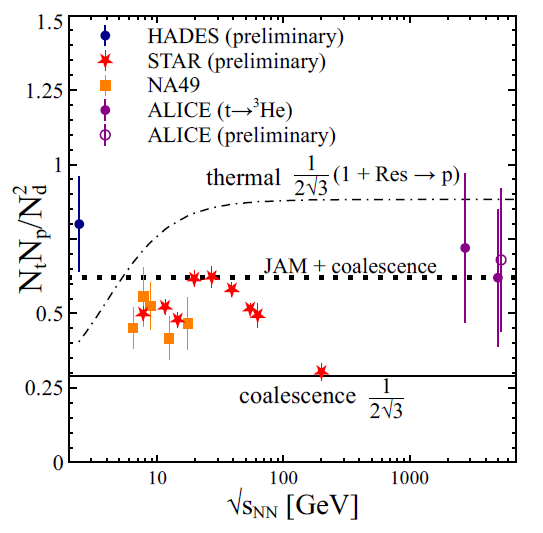 HADES (preliminary)
STAR (preliminary)
NA49
ALICE (t→³He)
ALICE (preliminary)
thermal 1/2√3 (1 + Res → p)
JAM + coalescence
coalescence 1/2√3
NₜNₚ/N²d
1.5
1.25
1
0.75
0.5
0.25
0
10
100
1000
√sNN [GeV]